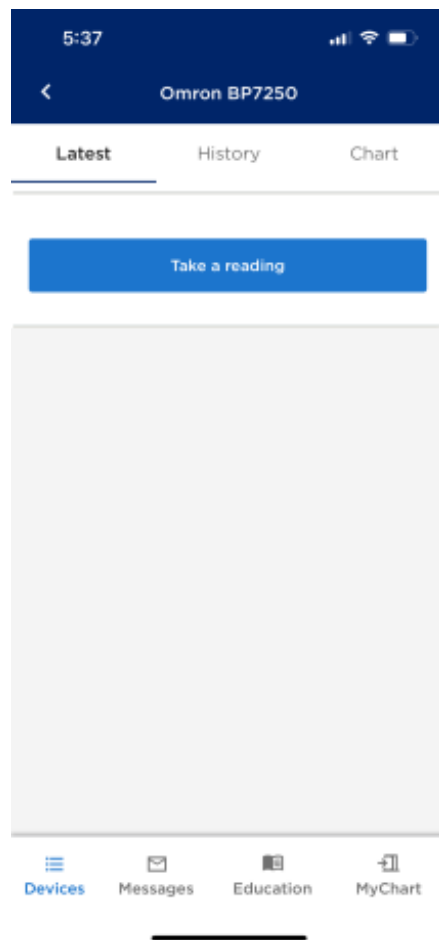 5:37
Omron BP7250
Latest History Chart
Take a reading
Devices Messages Education MyChart